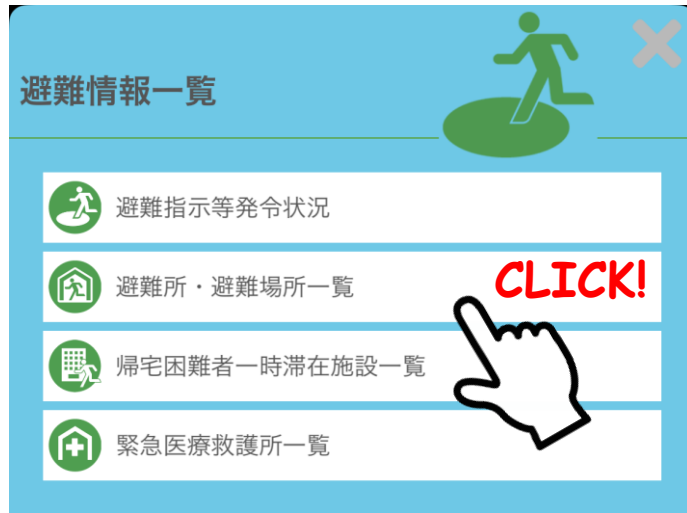 避難情報一覧
避難指示等発令状況
避難所・避難場所一覧
CLICK!
帰宅困難者一時滞在施設一覧
緊急医療救護所一覧